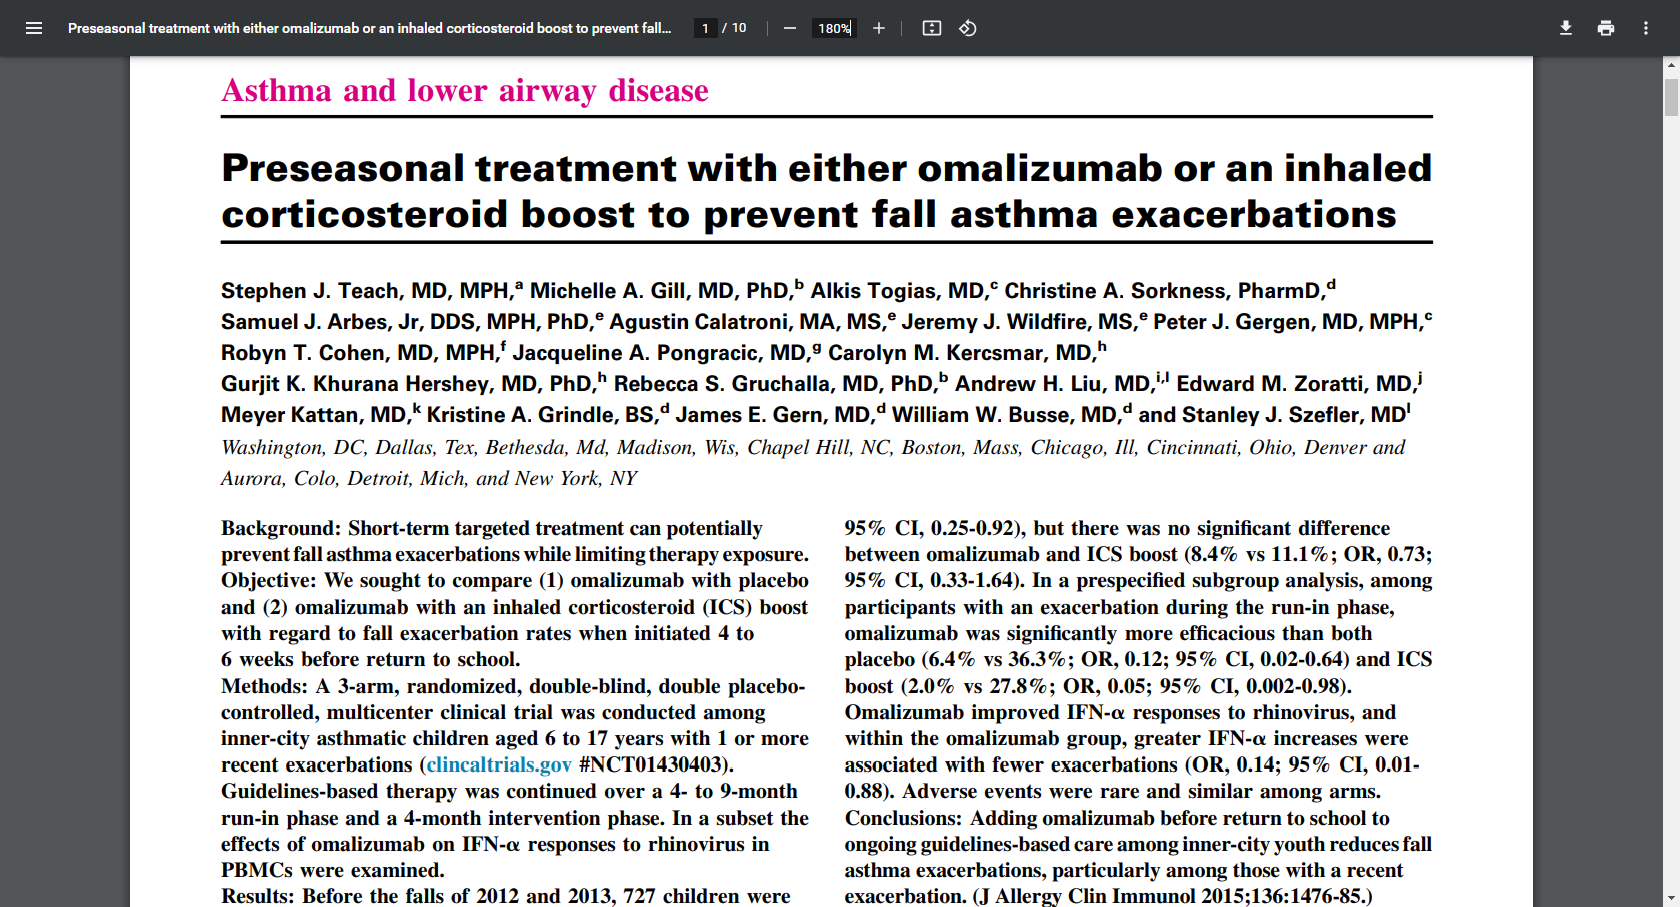 Preseasonal treatment with either omalizumab or an inhaled corticosteroid boost to prevent fall...
1 / 10
180%
Asthma and lower airway disease
Preseasonal treatment with either omalizumab or an inhaled
corticosteroid boost to prevent fall asthma exacerbations
Stephen J. Teach, MD, MPH,a Michelle A. Gill, MD, PhD,b Alkis Togias, MD,c Christine A. Sorkness, PharmD,d
Samuel J. Arbes, Jr, DDS, MPH, PhD,e Agustin Calatroni, MA, MS,e Jeremy J. Wildfire, MS,e Peter J. Gergen, MD, MPH,c
Robyn T. Cohen, MD, MPH,f Jacqueline A. Pongracic, MD,g Carolyn M. Kercsmar, MD,h
Gurjit K. Khurana Hershey, MD, PhD,h Rebecca S. Gruchalla, MD, PhD,b Andrew H. Liu, MD,i,l Edward M. Zoratti, MD,j
Meyer Kattan, MD,k Kristine A. Grindle, BS,d James E. Gern, MD,d William W. Busse, MD,d and Stanley J. Szefler, MDl
Washington, DC, Dallas, Tex, Bethesda, Md, Madison, Wis, Chapel Hill, NC, Boston, Mass, Chicago, Ill, Cincinnati, Ohio, Denver and
Aurora, Colo, Detroit, Mich, and New York, NY
Background: Short-term targeted treatment can potentially
prevent fall asthma exacerbations while limiting therapy exposure.
Objective: We sought to compare (1) omalizumab with placebo
and (2) omalizumab with an inhaled corticosteroid (ICS) boost
with regard to fall exacerbation rates when initiated 4 to
6 weeks before return to school.
Methods: A 3-arm, randomized, double-blind, double placebo-
controlled, multicenter clinical trial was conducted among
inner-city asthmatic children aged 6 to 17 years with 1 or more
recent exacerbations (clincaltrials.gov #NCT01430403).
Guidelines-based therapy was continued over a 4- to 9-month
run-in phase and a 4-month intervention phase. In a subset the
effects of omalizumab on IFN-α responses to rhinovirus in
PBMCs were examined.
Results: Before the falls of 2012 and 2013, 727 children were
95% CI, 0.25-0.92), but there was no significant difference
between omalizumab and ICS boost (8.4% vs 11.1%; OR, 0.73;
95% CI, 0.33-1.64). In a prespecified subgroup analysis, among
participants with an exacerbation during the run-in phase,
omalizumab was significantly more efficacious than both
placebo (6.4% vs 36.3%; OR, 0.12; 95% CI, 0.02-0.64) and ICS
boost (2.0% vs 27.8%; OR, 0.05; 95% CI, 0.002-0.98).
Omalizumab improved IFN-α responses to rhinovirus, and
within the omalizumab group, greater IFN-α increases were
associated with fewer exacerbations (OR, 0.14; 95% CI, 0.01-
0.88). Adverse events were rare and similar among arms.
Conclusions: Adding omalizumab before return to school to
ongoing guidelines-based care among inner-city youth reduces fall
asthma exacerbations, particularly among those with a recent
exacerbation. (J Allergy Clin Immunol 2015;136:1476-85.)